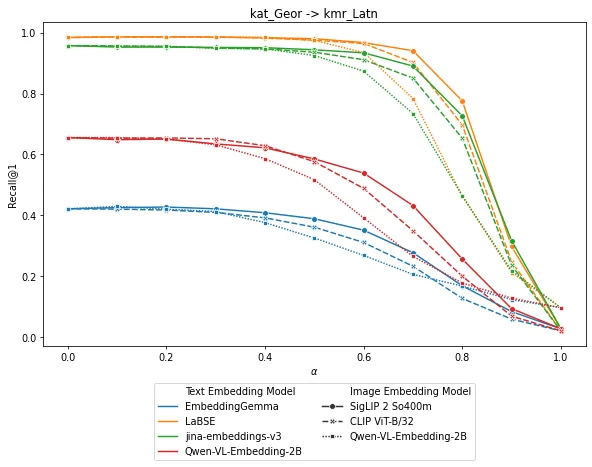 kat_Geor -> kmr_Latn
Recall@1
1.0
0.8
0.6
0.4
0.2
0.0
0.0 0.2 0.4 0.6 0.8 1.0
α
Text Embedding Model
EmbeddingGemma
LaBSE
jina-embeddings-v3
Qwen-VL-Embedding-2B
Image Embedding Model
SigLIP 2 So400m
CLIP ViT-B/32
Qwen-VL-Embedding-2B